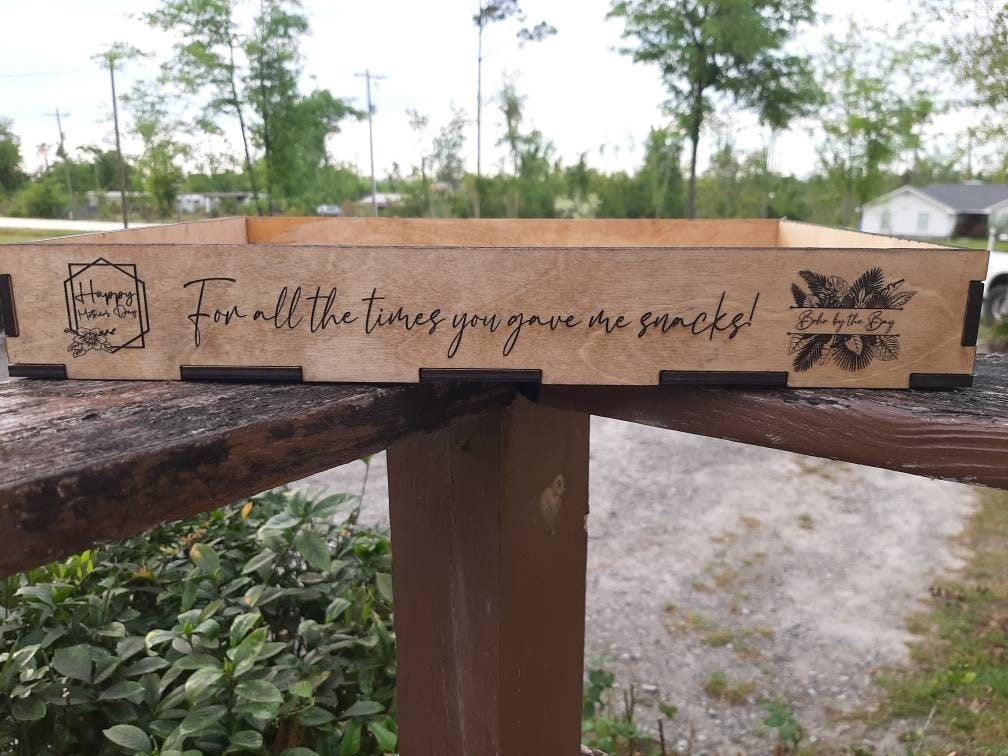 Happy
Mother's Day
For all the times you gave me snacks!
Boho by the Bay